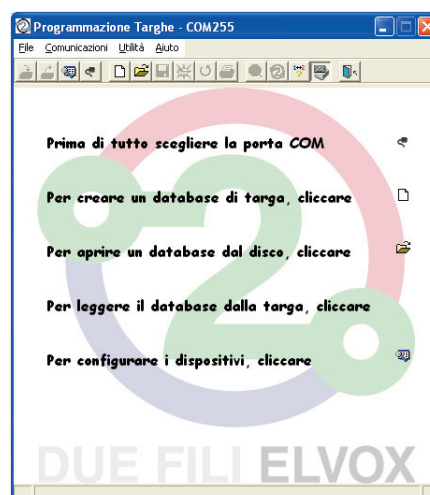 Programmazione Targhe - COM255
File Comunicazioni Utilità Aiuto
Prima di tutto scegliere la porta COM
Per creare un database di targa, cliccare
Per aprire un database dal disco, cliccare
Per leggere il database dalla targa, cliccare
Per configurare i dispositivi, cliccare
DUE FILI ELVOX